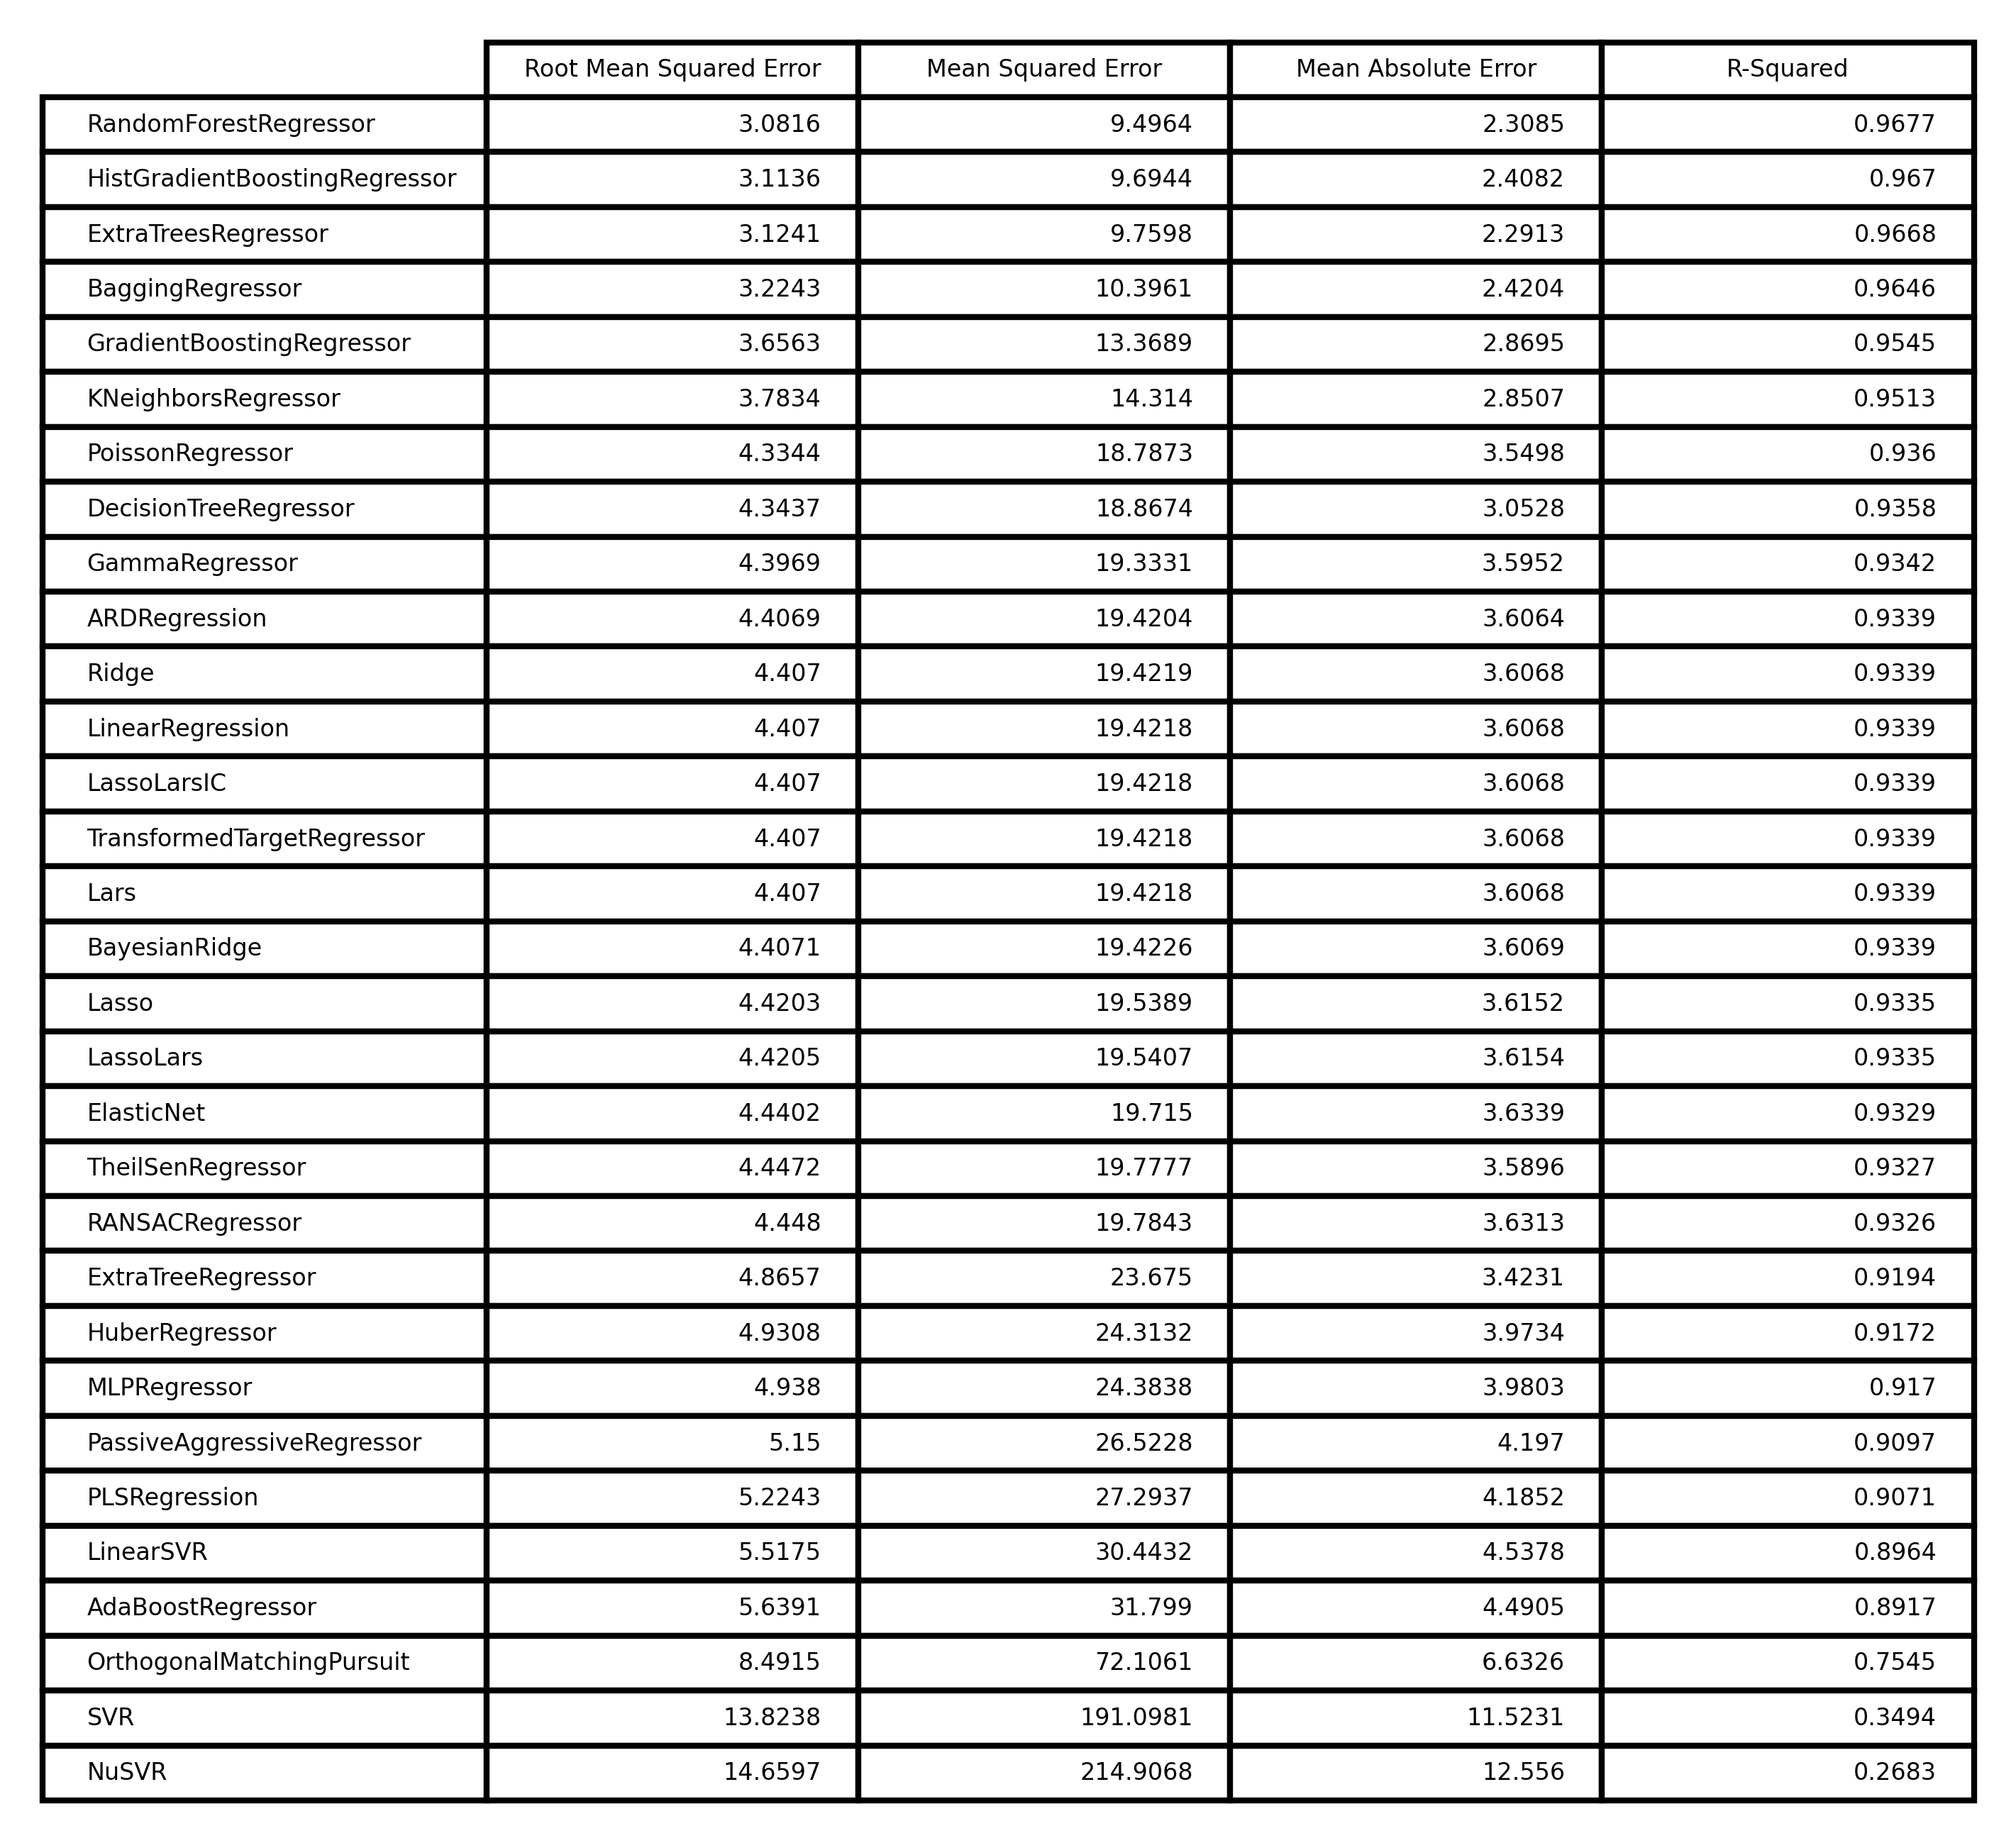 Root Mean Squared Error Mean Squared Error Mean Absolute Error R-Squared
RandomForestRegressor 3.0816 9.4964 2.3085 0.9677
HistGradientBoostingRegressor 3.1136 9.6944 2.4082 0.967
ExtraTreesRegressor 3.1241 9.7598 2.2913 0.9668
BaggingRegressor 3.2243 10.3961 2.4204 0.9646
GradientBoostingRegressor 3.6563 13.3689 2.8695 0.9545
KNeighborsRegressor 3.7834 14.314 2.8507 0.9513
PoissonRegressor 4.3344 18.7873 3.5498 0.936
DecisionTreeRegressor 4.3437 18.8674 3.0528 0.9358
GammaRegressor 4.3969 19.3331 3.5952 0.9342
ARDRegression 4.4069 19.4204 3.6064 0.9339
Ridge 4.407 19.4219 3.6068 0.9339
LinearRegression 4.407 19.4218 3.6068 0.9339
LassoLarsIC 4.407 19.4218 3.6068 0.9339
TransformedTargetRegressor 4.407 19.4218 3.6068 0.9339
Lars 4.407 19.4218 3.6068 0.9339
BayesianRidge 4.4071 19.4226 3.6069 0.9339
Lasso 4.4203 19.5389 3.6152 0.9335
LassoLars 4.4205 19.5407 3.6154 0.9335
ElasticNet 4.4402 19.715 3.6339 0.9329
TheilSenRegressor 4.4472 19.7777 3.5896 0.9327
RANSACRegressor 4.448 19.7843 3.6313 0.9326
ExtraTreeRegressor 4.8657 23.675 3.4231 0.9194
HuberRegressor 4.9308 24.3132 3.9734 0.9172
MLPRegressor 4.938 24.3838 3.9803 0.917
PassiveAggressiveRegressor 5.15 26.5228 4.197 0.9097
PLSRegression 5.2243 27.2937 4.1852 0.9071
LinearSVR 5.5175 30.4432 4.5378 0.8964
AdaBoostRegressor 5.6391 31.799 4.4905 0.8917
OrthogonalMatchingPursuit 8.4915 72.1061 6.6326 0.7545
SVR 13.8238 191.0981 11.5231 0.3494
NuSVR 14.6597 214.9068 12.556 0.2683